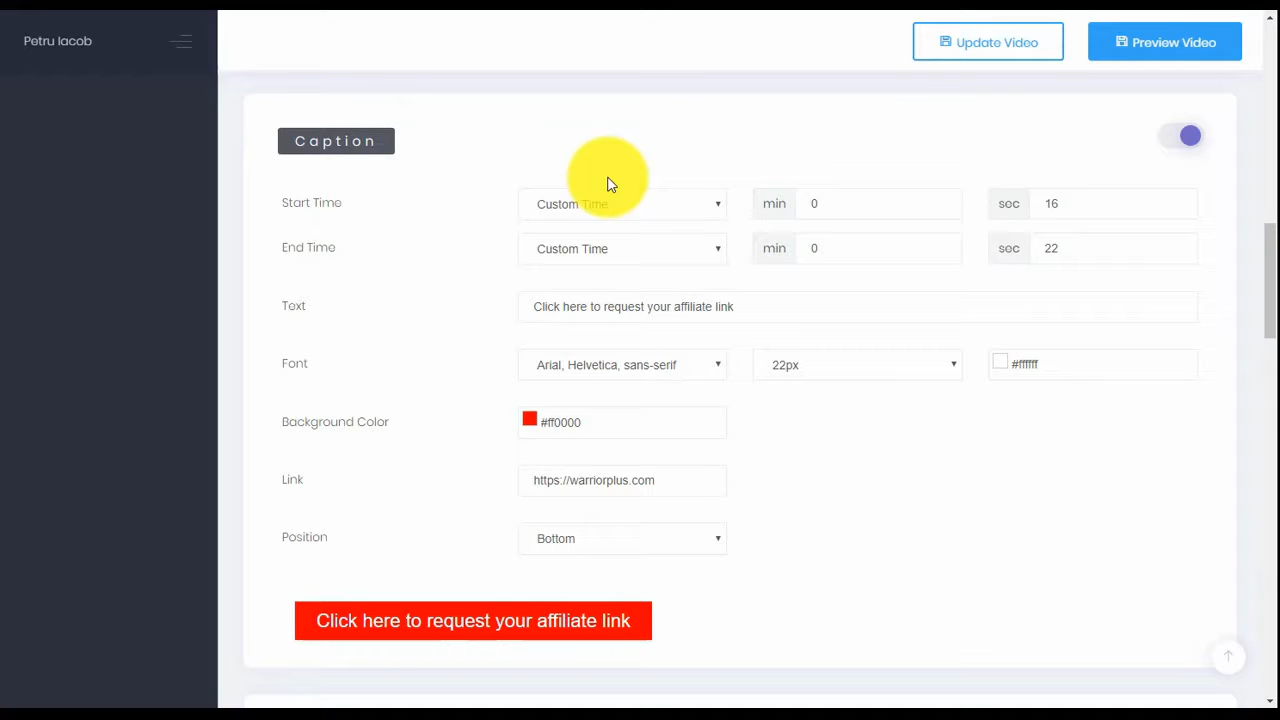 Petru Iacob
Update Video
Preview Video
Caption
Start Time
Custom Time
min 0
sec 16
End Time
Custom Time
min 0
sec 22
Text
Click here to request your affiliate link
Font
Arial, Helvetica, sans-serif
22px
#ffffff
Background Color
#ff0000
Link
https://warriorplus.com
Position
Bottom
Click here to request your affiliate link